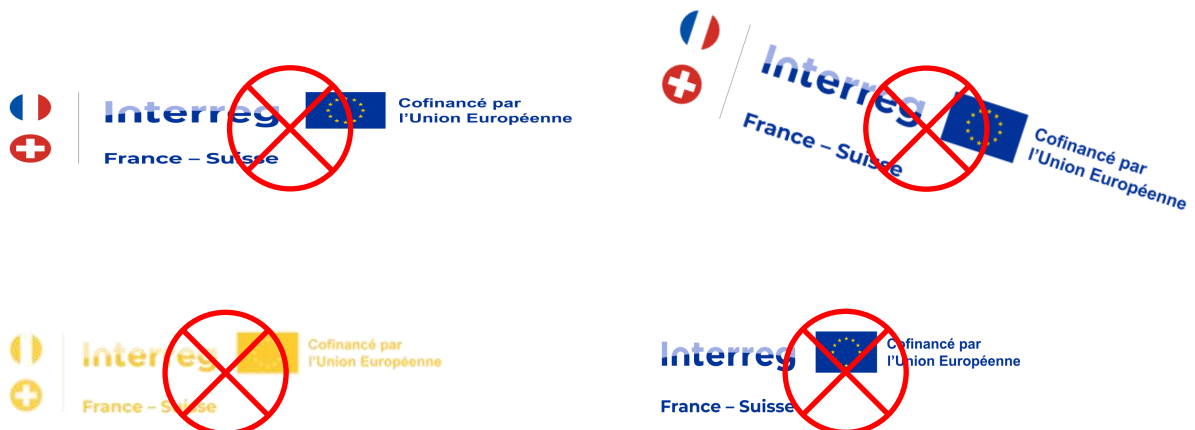 Interreg
Cofinancé par
l'Union Européenne
France – Suisse
Interreg
Cofinancé par
l'Union Européenne
France – Suisse
Interreg
Cofinancé par
l'Union Européenne
France – Suisse
Interreg
Cofinancé par
l'Union Européenne
France – Suisse